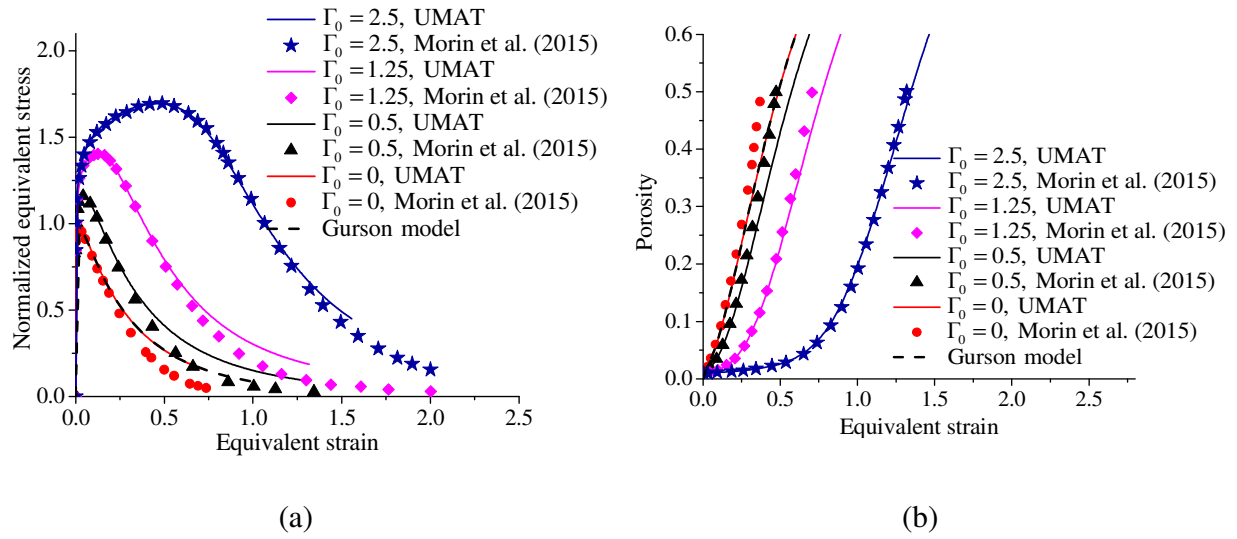 Γ₀ = 2.5, UMAT
Γ₀ = 2.5, Morin et al. (2015)
Γ₀ = 1.25, UMAT
Γ₀ = 1.25, Morin et al. (2015)
Γ₀ = 0.5, UMAT
Γ₀ = 0.5, Morin et al. (2015)
Γ₀ = 0, UMAT
Γ₀ = 0, Morin et al. (2015)
Gurson model
Normalized equivalent stress
2.0
1.5
1.0
0.5
0.0
0.0 0.5 1.0 1.5 2.0 2.5
Equivalent strain
(a)
Porosity
0.6
0.5
0.4
0.3
0.2
0.1
0.0
Γ₀ = 2.5, UMAT
Γ₀ = 2.5, Morin et al. (2015)
Γ₀ = 1.25, UMAT
Γ₀ = 1.25, Morin et al. (2015)
Γ₀ = 0.5, UMAT
Γ₀ = 0.5, Morin et al. (2015)
Γ₀ = 0, UMAT
Γ₀ = 0, Morin et al. (2015)
Gurson model
0.0 0.5 1.0 1.5 2.0 2.5
Equivalent strain
(b)